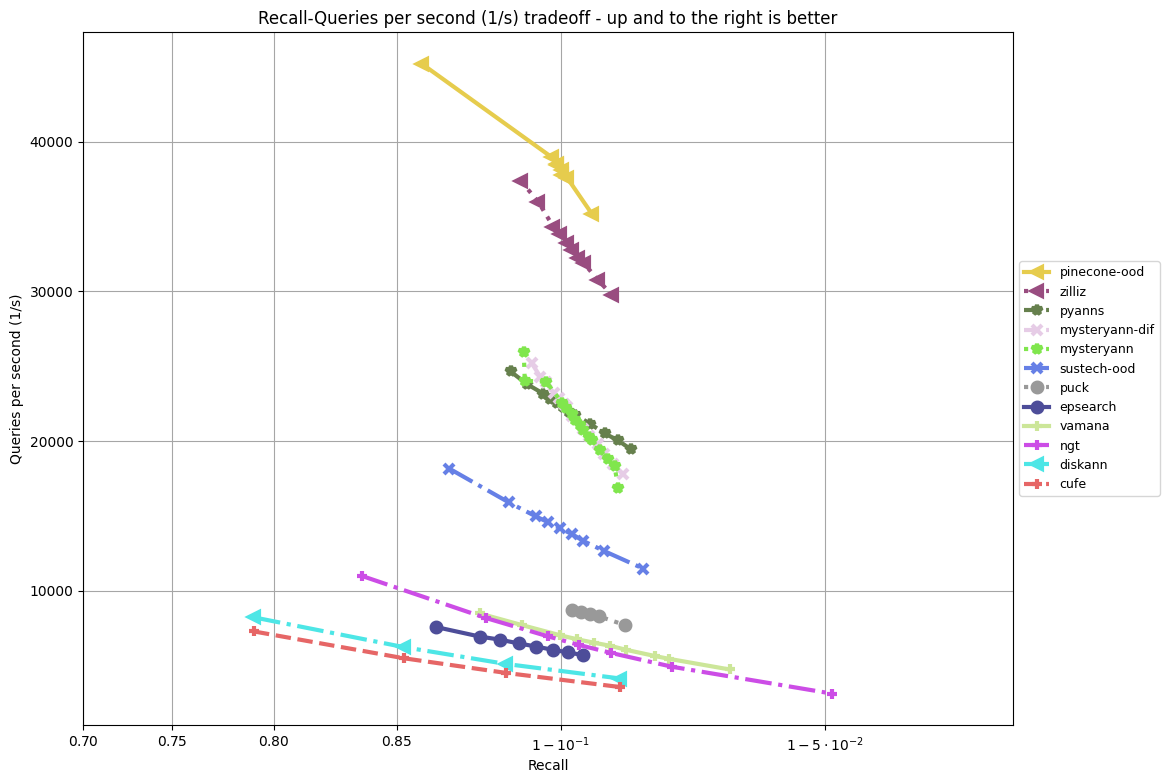 Recall-Queries per second (1/s) tradeoff - up and to the right is better
Queries per second (1/s)
40000
30000
20000
10000
0.70
0.75
0.80
0.85
1 − 10⁻¹
1 − 5 · 10⁻²
Recall
pinecone-ood
zilliz
pyanns
mysteryann-dif
mysteryann
sustech-ood
puck
epsearch
vamana
ngt
diskann
cufe